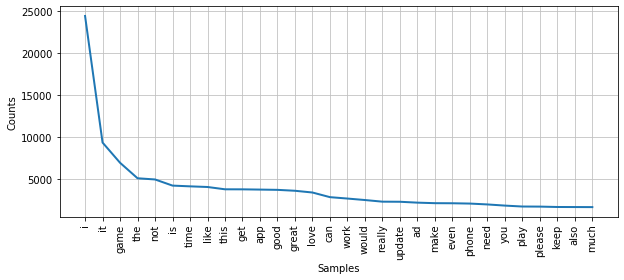 25000
20000
15000
10000
5000
Counts
i
it
game
the
not
is
time
like
this
get
app
good
great
love
can
work
would
really
update
ad
make
even
phone
need
you
play
please
keep
also
much
Samples